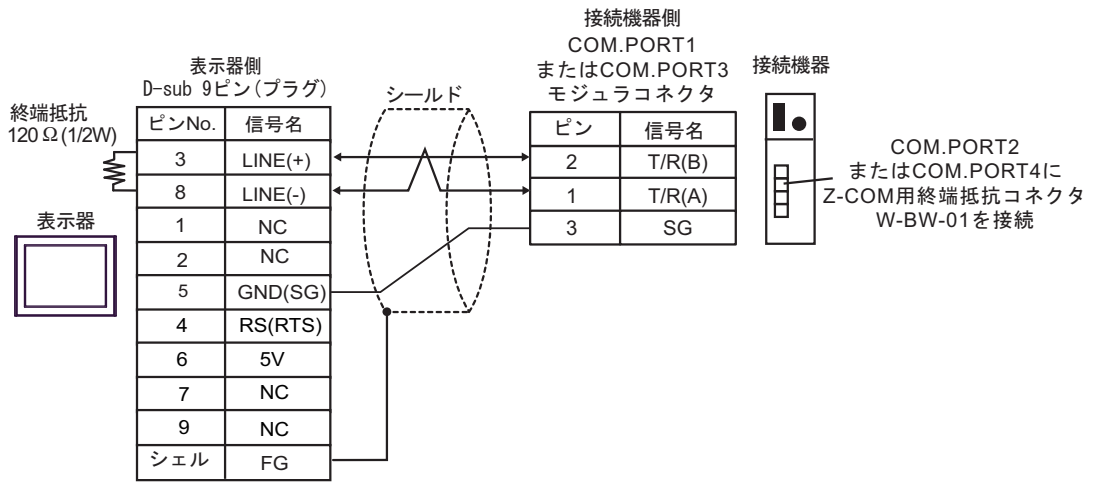 接続機器側
COM.PORT1
またはCOM.PORT3
モジュラコネクタ
接続機器
表示器側
D-sub 9ピン(プラグ)
シールド
終端抵抗
120 Ω (1/2W)
ピンNo. 信号名
3 LINE(+)
8 LINE(-)
1 NC
2 NC
5 GND(SG)
4 RS(RTS)
6 5V
7 NC
9 NC
シェル FG
表示器
ピン 信号名
2 T/R(B)
1 T/R(A)
3 SG
COM.PORT2
またはCOM.PORT4に
Z-COM用終端抵抗コネクタ
W-BW-01を接続